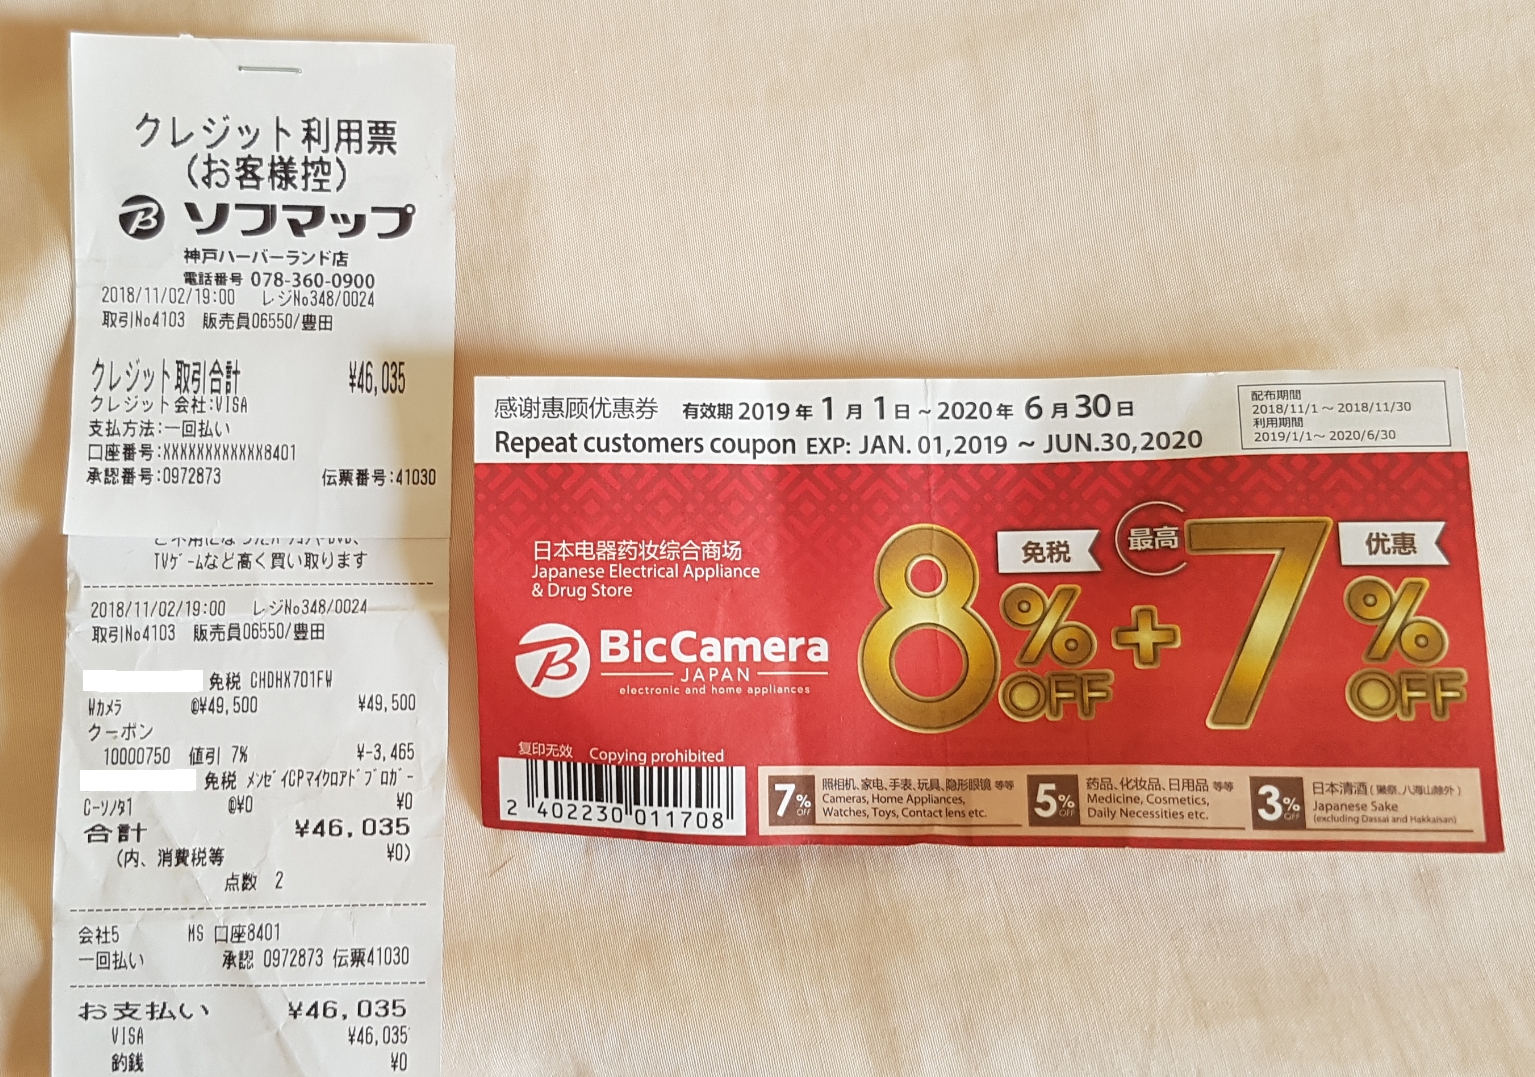 クレジット利用票
(お客様控)
B ソフマップ
神戸ハーバーランド店
電話番号 078-360-0900
2018/11/02/19:00 レジNo348/0024
取引No4103 販売員06550/豊田
クレジット取引合計 ¥46,035
クレジット会社:VISA
支払方法:一回払い
口座番号:XXXXXXXXXXXX8401
承認番号:0972873 伝票番号:41030
TVゲームなど高く買い取ります
2018/11/02/19:00 レジNo348/0024
取引No4103 販売員06550/豊田
免税 CHDHX701FW
Wカメラ @¥49,500 ¥49,500
クーポン
10000750 値引 7% ¥-3,465
免税 メンゼイCPマイクロアドブロガー
C-ソノタ1 @¥0 ¥0
合計 ¥46,035
(内、消費税等 ¥0)
点数 2
会社5 MS 口座8401
一回払い 承認 0972873 伝票41030
お支払い ¥46,035
VISA ¥46,035
釣銭 ¥0
感谢惠顾优惠券 有效期 2019年 1月 1日~2020年 6月 30日
Repeat customers coupon EXP: JAN. 01,2019 ~ JUN.30,2020
配布期間
2018/11/1~2018/11/30
利用期間
2019/1/1~2020/6/30
日本电器药妆综合商场
Japanese Electrical Appliance
& Drug Store
B BicCamera
JAPAN
electronic and home appliances
8% OFF 免税 + 最高 7% OFF 优惠
复印无效 Copying prohibited
2 402230 011708
7% OFF 照相机、家电、手表、玩具、隐形眼镜 等等
Cameras, Home Appliances,
Watches, Toys, Contact lens etc.
5% OFF 药品、化妆品、日用品 等等
Medicine, Cosmetics,
Daily Necessities etc.
3% OFF 日本清酒 (獭祭、八海山除外)
Japanese Sake
(excluding Dassai and Hakkaisan)